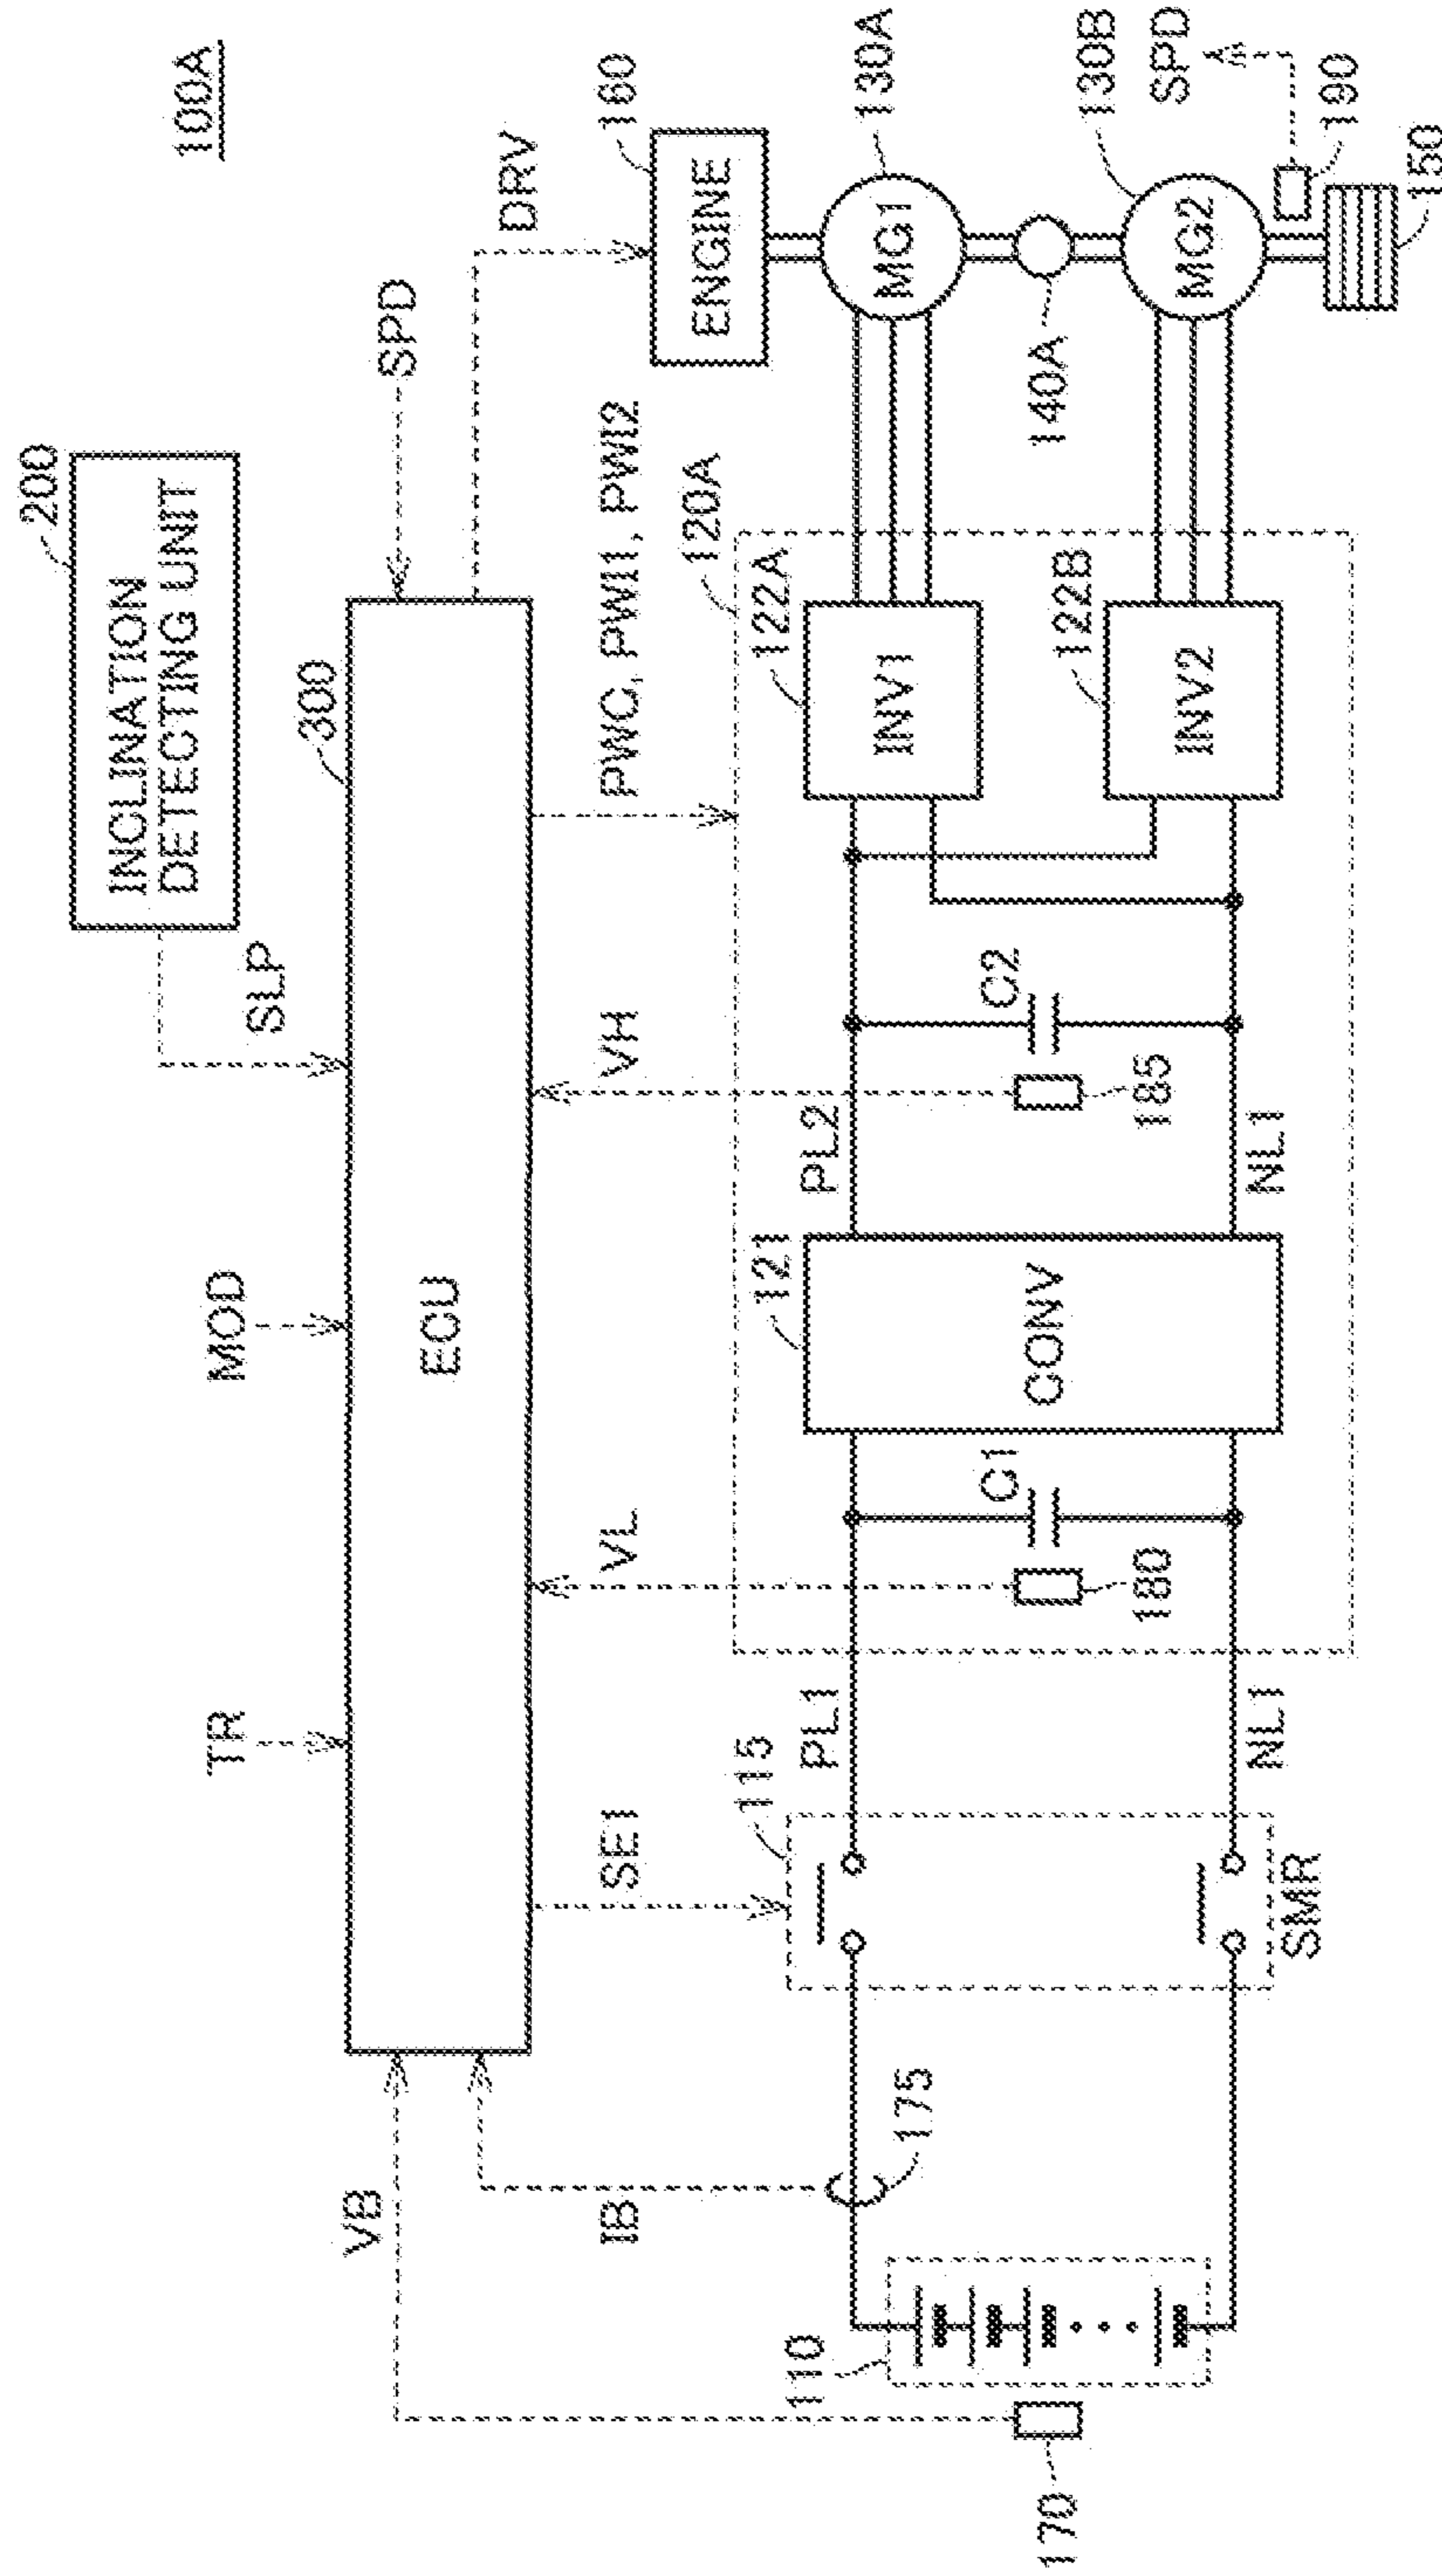 100A
200
INCLINATION
DETECTING UNIT
SLP
MOD
TR
300
ECU
SPD
DRV
VB
IB
SE1
VL
VH
PWC, PWI1, PWI2
160
ENGINE
120A
115
PL1
121
PL2
122A
INV1
MG1
130A
110
175
C1
CONV
C2
140A
170
180
185
122B
INV2
MG2
130B
SPD
190
150
NL1
NL1
SMR